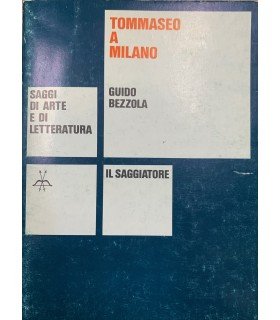 TOMMASEO
A
MILANO
GUIDO
BEZZOLA
SAGGI
DI ARTE
E DI
LETTERATURA
IL SAGGIATORE